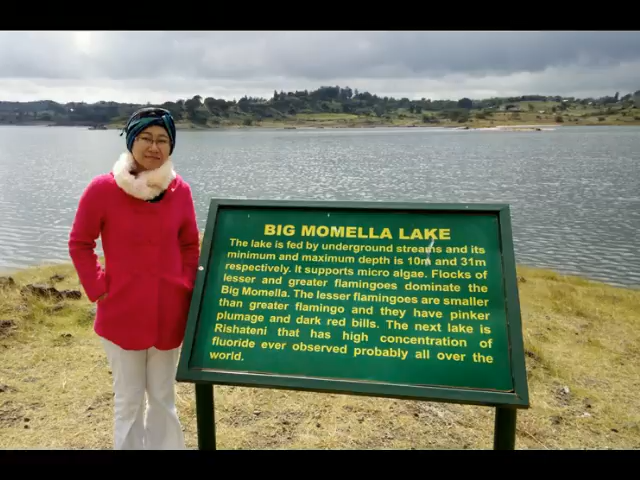 BIG MOMELLA LAKE
The lake is fed by underground streams and its
minimum and maximum depth is 10m and 31m
respectively. It supports micro algae. Flocks of
lesser and greater flamingoes dominate the
Big Momella. The lesser flamingoes are smaller
than greater flamingo and they have pinker
plumage and dark red bills. The next lake is
Rishateni that has high concentration of
fluoride ever observed probably all over the
world.